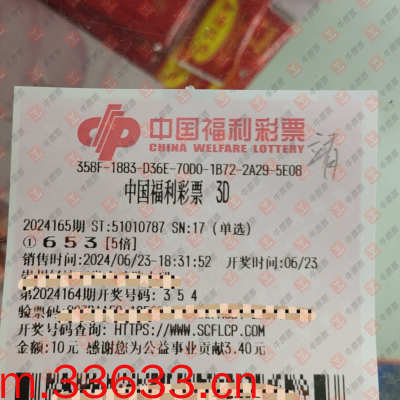 中国福利彩票
CHINA WELFARE LOTTERY
358F-1883-D36E-70D0-1B72-2A29-5E08
中国福利彩票 3D
2024165期 ST:51010787 SN:17 (单选)
① 6 5 3 [5倍]
销售时间:2024/06/23-18:31:52 开奖时间:06/23
第2024164期开奖号码: 3 5 4
验票码
开奖号码查询: HTTPS://WWW.SCFLCP.COM
金额:10元 感谢您为公益事业贡献3.40元
m.33633.cn